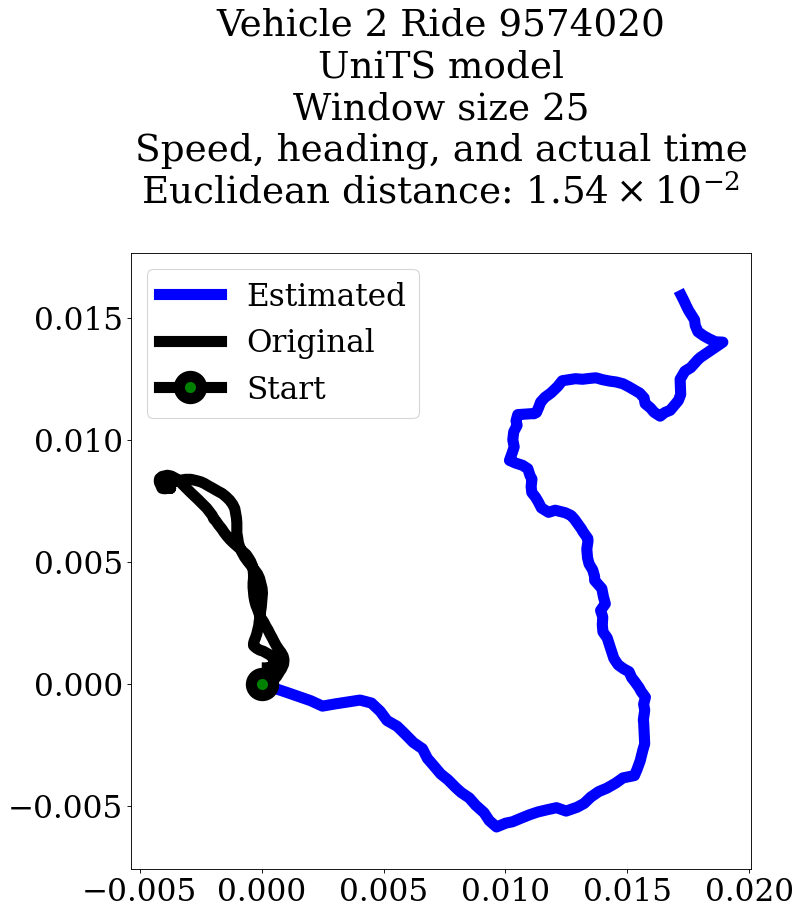 Vehicle 2 Ride 9574020
UniTS model
Window size 25
Speed, heading, and actual time
Euclidean distance: 1.54 × 10⁻²
Estimated
Original
Start
0.015
0.010
0.005
0.000
−0.005
−0.005 0.000 0.005 0.010 0.015 0.020